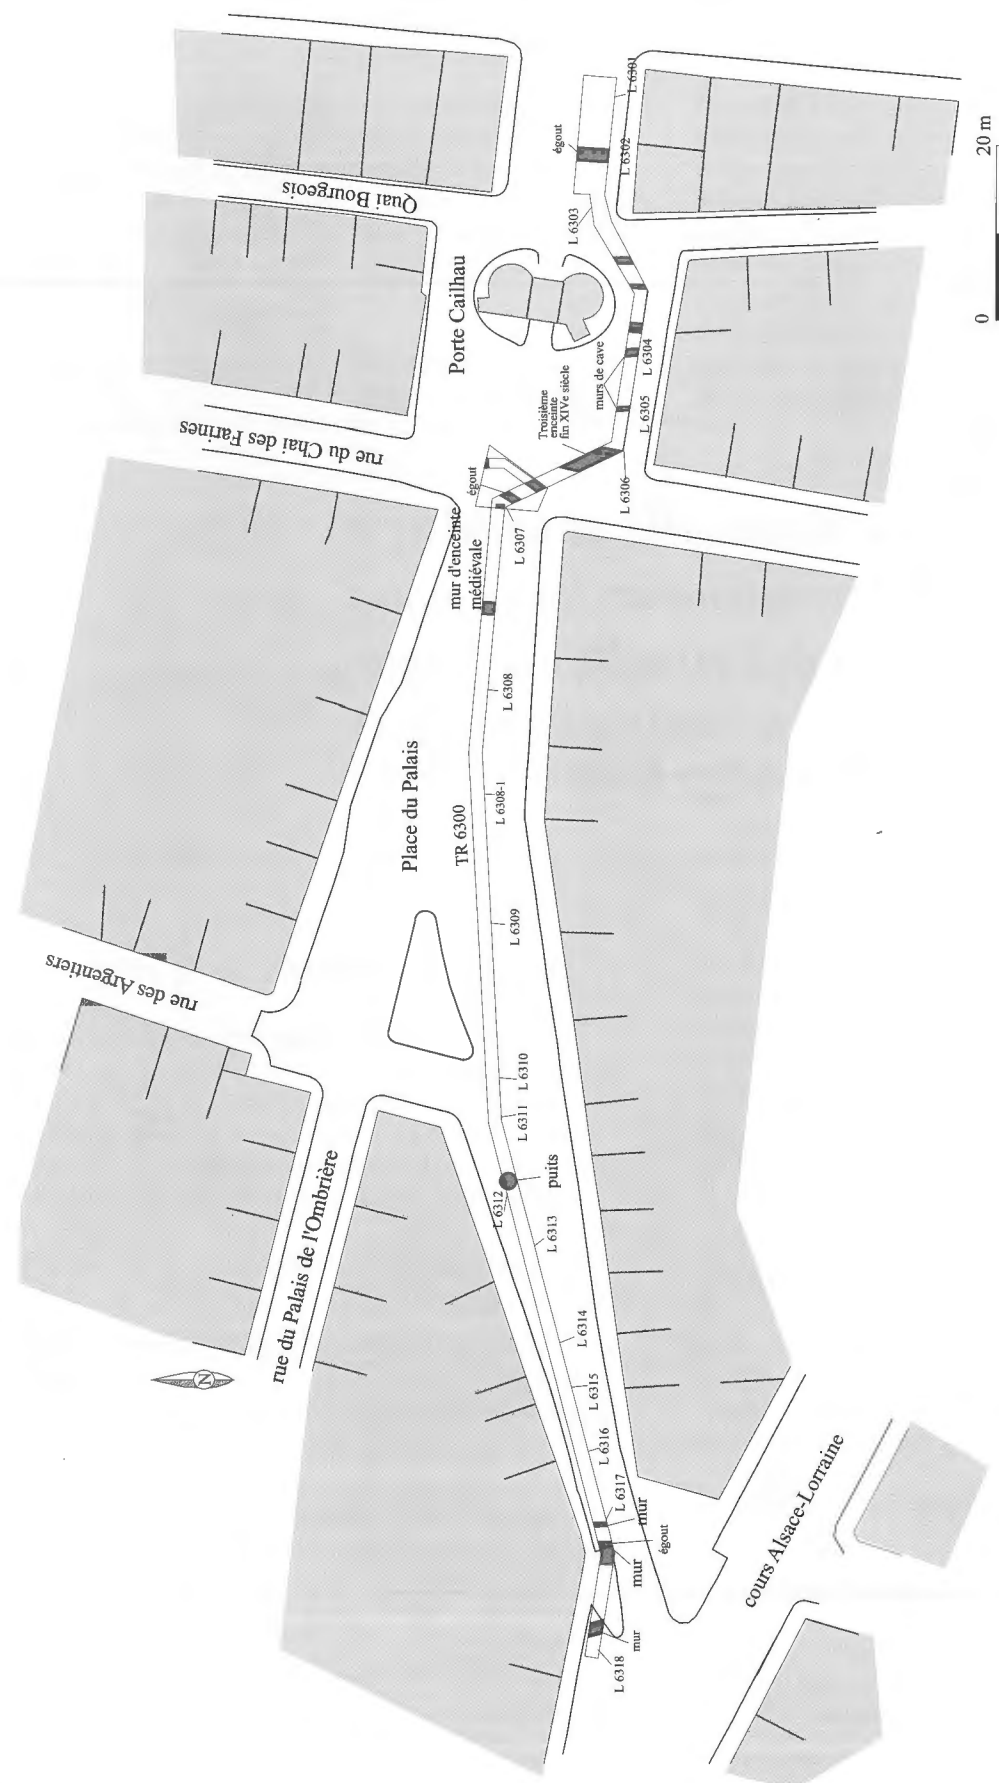 L 6301
égout
L 6302
Quai Bourgeois
L 6303
Porte Cailhau
20 m
0
murs de cave
L 6304
Troisième
enceinte
fin XIVe siècle
L 6305
rue du Chai des Farines
égout
L 6306
mur d'enceinte
médiévale
L 6307
L 6308
Place du Palais
L 6308-1
TR 6300
L 6309
rue des Argentiers
L 6310
L 6311
puits
L 6312
L 6313
rue du Palais de l'Ombrière
N
L 6314
L 6315
L 6316
L 6317
mur
égout
mur
cours Alsace-Lorraine
mur
L 6318